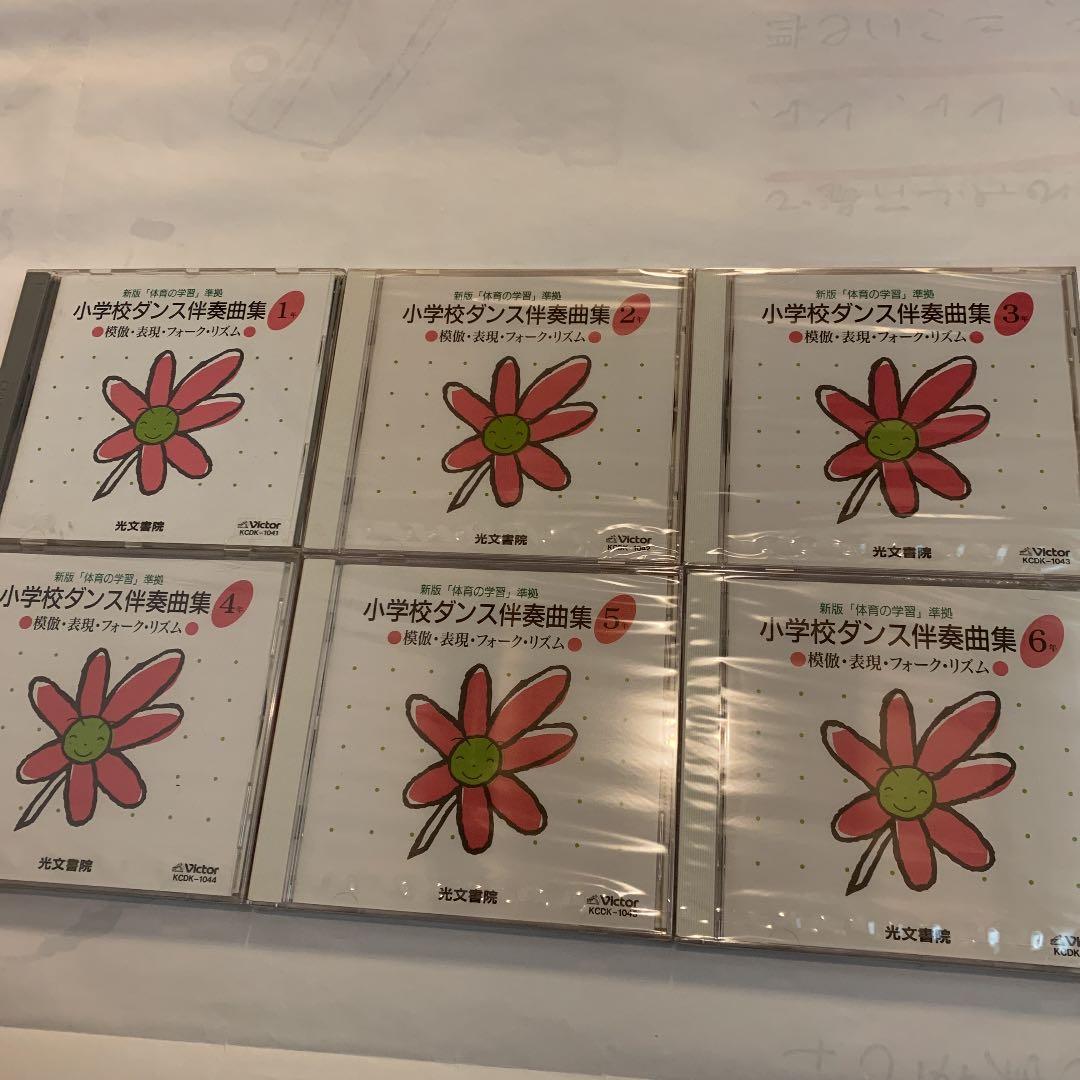 新版「体育の学習」準拠
小学校ダンス伴奏曲集 1年
●模倣・表現・フォーク・リズム●
光文書院
Victor
KCDK-1041
新版「体育の学習」準拠
小学校ダンス伴奏曲集 2年
●模倣・表現・フォーク・リズム●
光文書院
Victor
KCDK-1042
新版「体育の学習」準拠
小学校ダンス伴奏曲集 3年
●模倣・表現・フォーク・リズム●
光文書院
Victor
KCDK-1043
新版「体育の学習」準拠
小学校ダンス伴奏曲集 4年
●模倣・表現・フォーク・リズム●
光文書院
Victor
KCDK-1044
新版「体育の学習」準拠
小学校ダンス伴奏曲集 5年
●模倣・表現・フォーク・リズム●
光文書院
Victor
KCDK-1045
新版「体育の学習」準拠
小学校ダンス伴奏曲集 6年
●模倣・表現・フォーク・リズム●
光文書院
KCDK